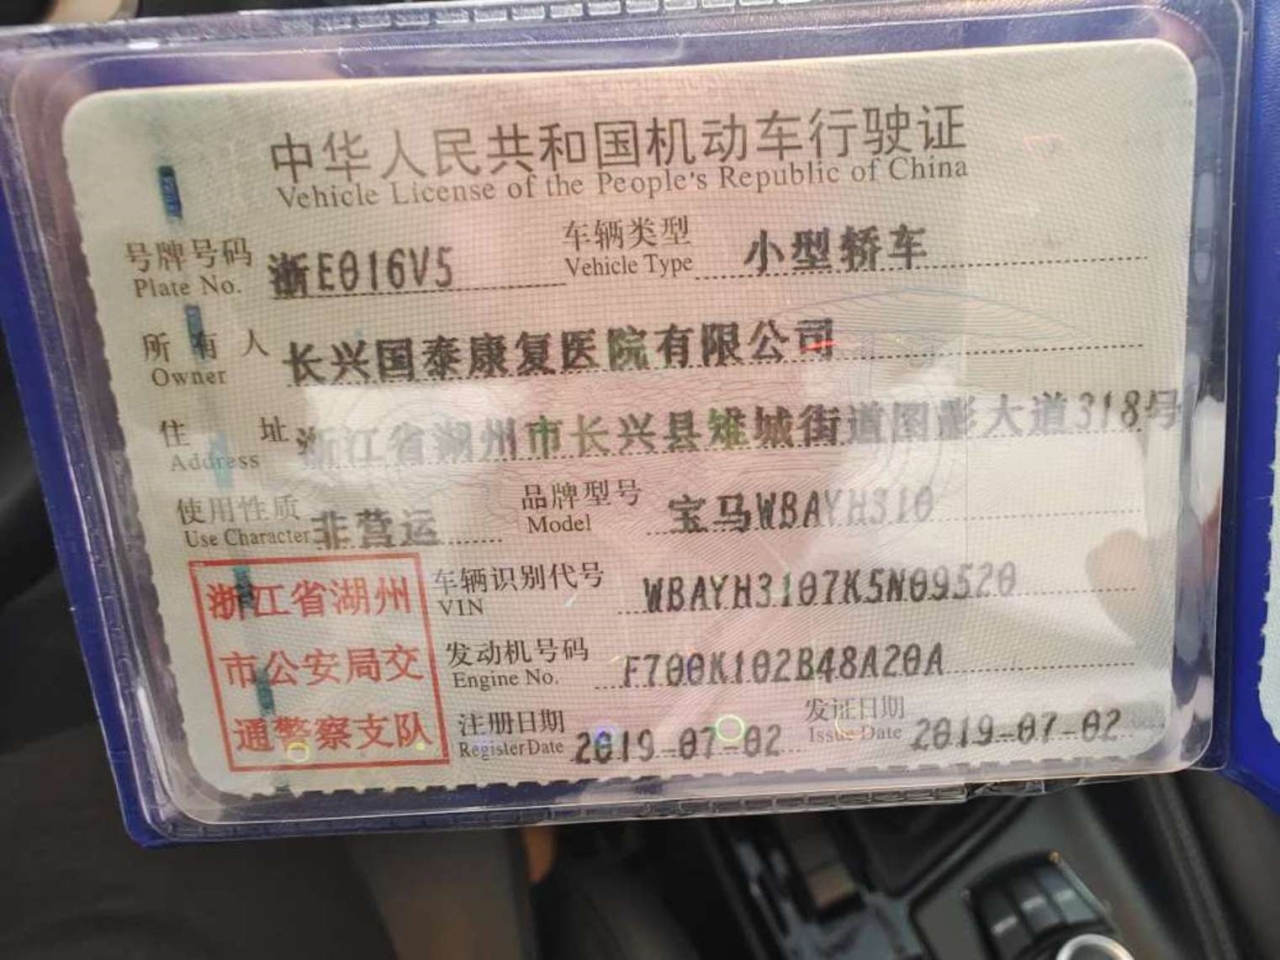 中华人民共和国机动车行驶证
Vehicle License of the People's Republic of China
号牌号码 浙E016V5 车辆类型 小型轿车
Plate No. Vehicle Type
所有人 长兴国泰康复医院有限公司
Owner
住址 浙江省湖州市长兴县雉城街道图影大道318号
Address
使用性质 非营运 品牌型号 宝马WBAYH310
Use Character Model
浙江省湖州
市公安局交
通警察支队
车辆识别代号 WBAYH3107K5N09520
VIN
发动机号码 F700K102B48A20A
Engine No.
注册日期 2019-07-02 发证日期 2019-07-02
Register Date Issue Date